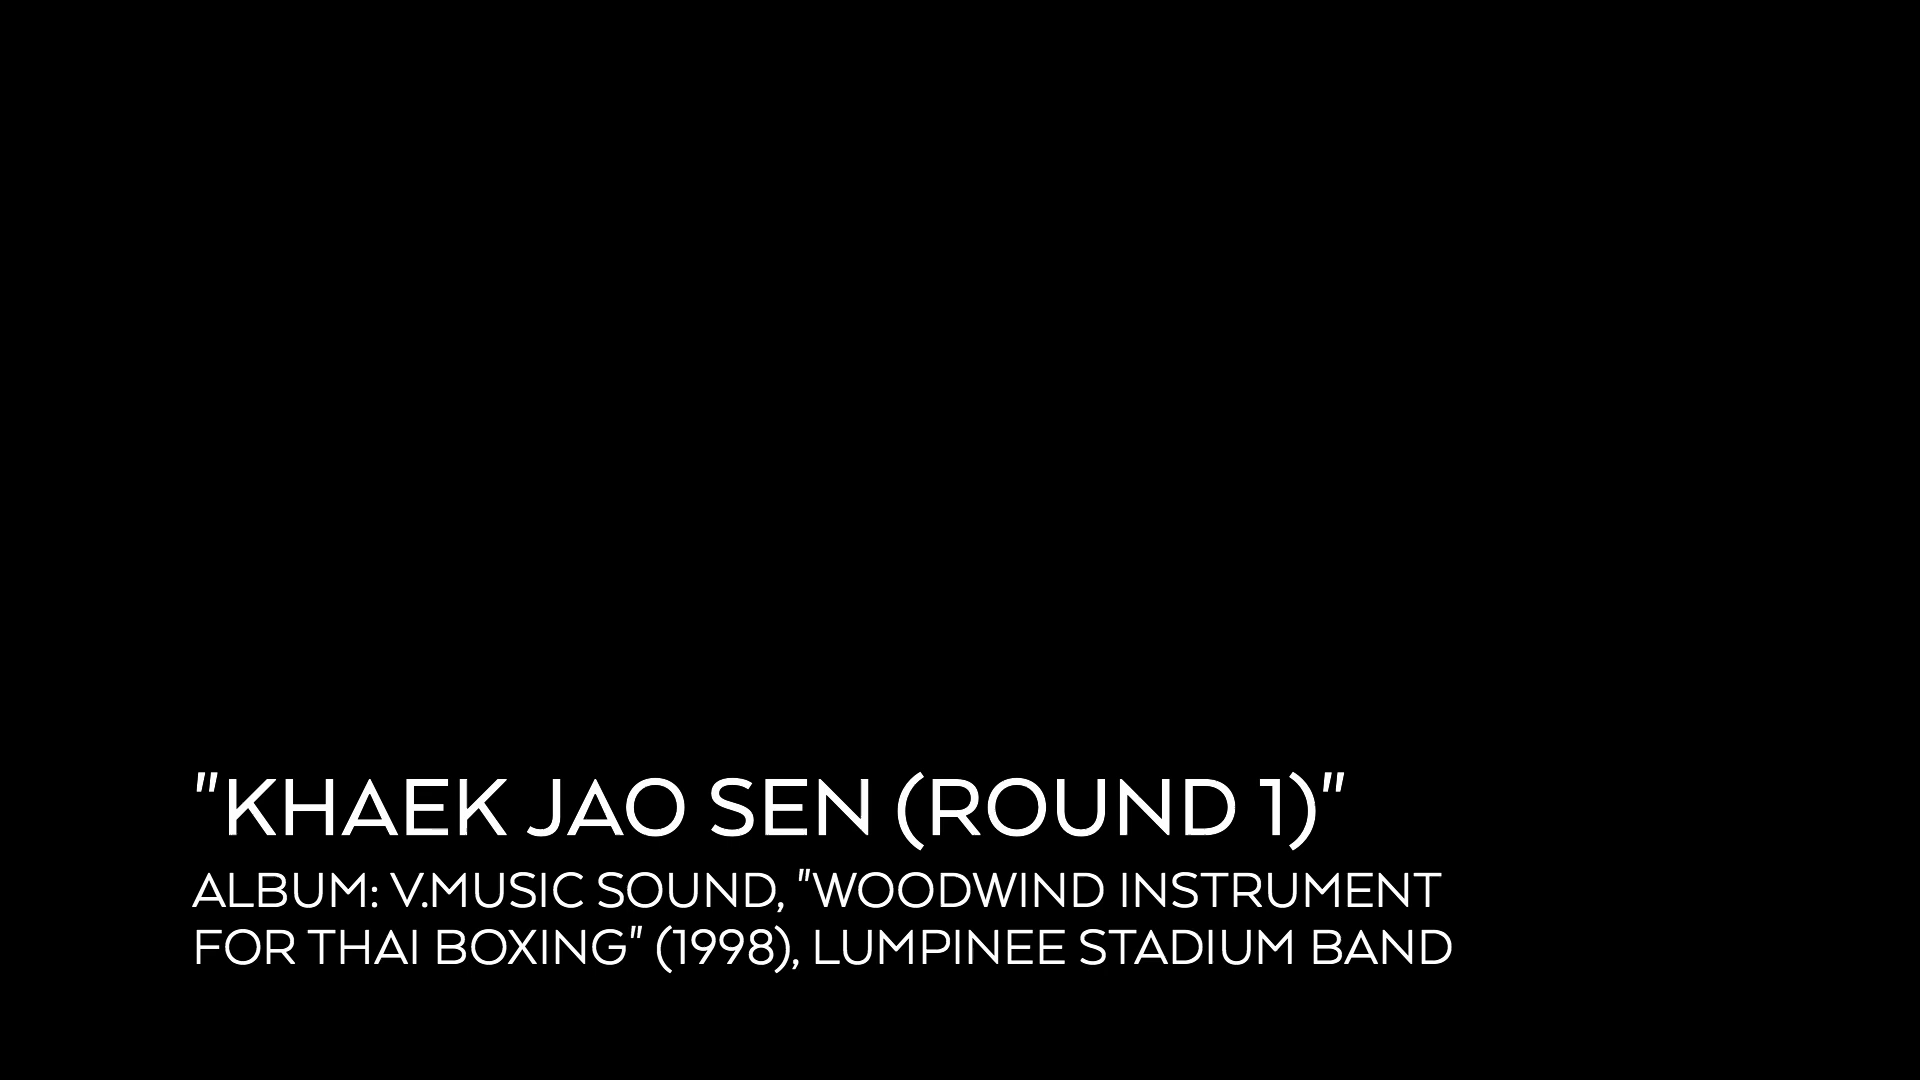 "KHAEK JAO SEN (ROUND 1)"
ALBUM: V.MUSIC SOUND, "WOODWIND INSTRUMENT
FOR THAI BOXING" (1998), LUMPINEE STADIUM BAND